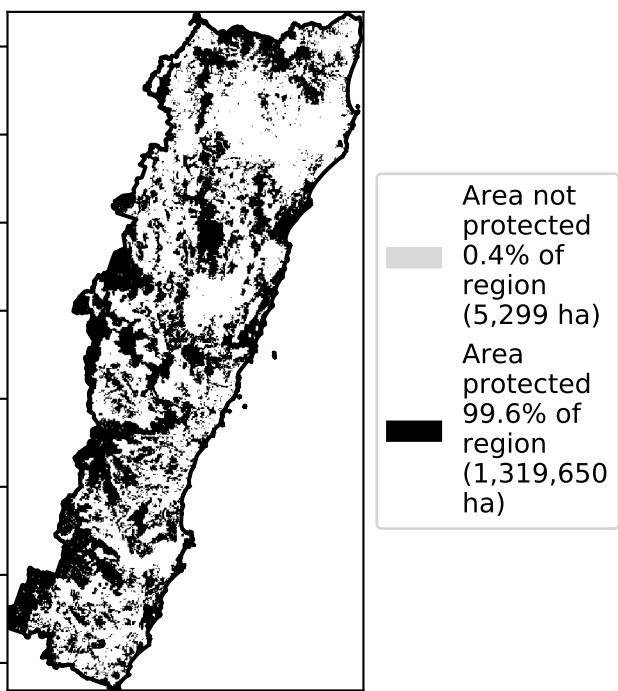 Area not
protected
0.4% of
region
(5,299 ha)
Area
protected
99.6% of
region
(1,319,650
ha)